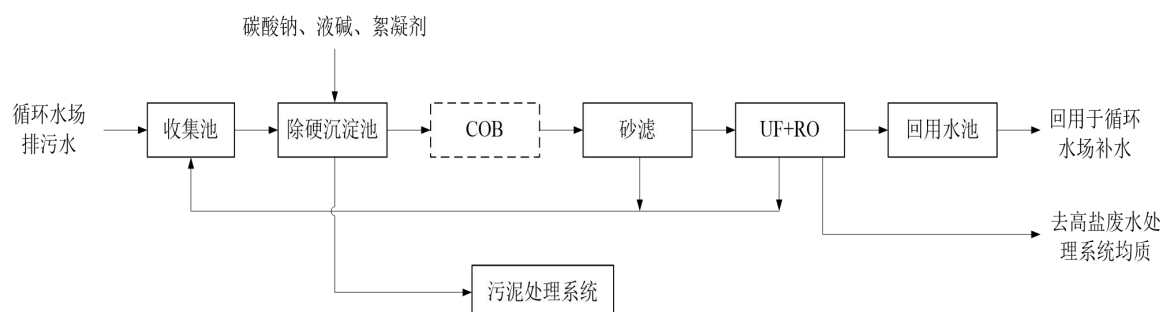 碳酸钠、液碱、絮凝剂
循环水场
排污水
收集池
除硬沉淀池
COB
砂滤
UF+RO
回用水池
回用于循环
水场补水
去高盐废水处
理系统均质
污泥处理系统